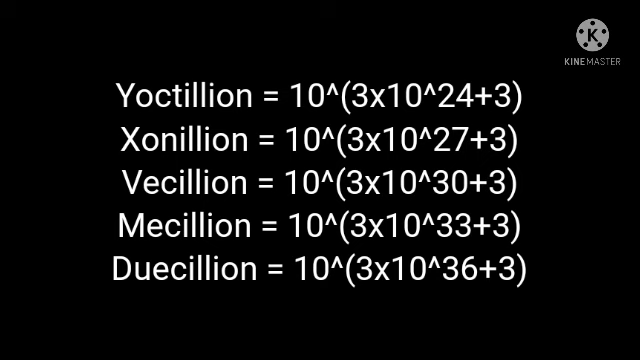 K
KINEMASTER
Yoctillion = 10^(3x10^24+3)
Xonillion = 10^(3x10^27+3)
Vecillion = 10^(3x10^30+3)
Mecillion = 10^(3x10^33+3)
Duecillion = 10^(3x10^36+3)